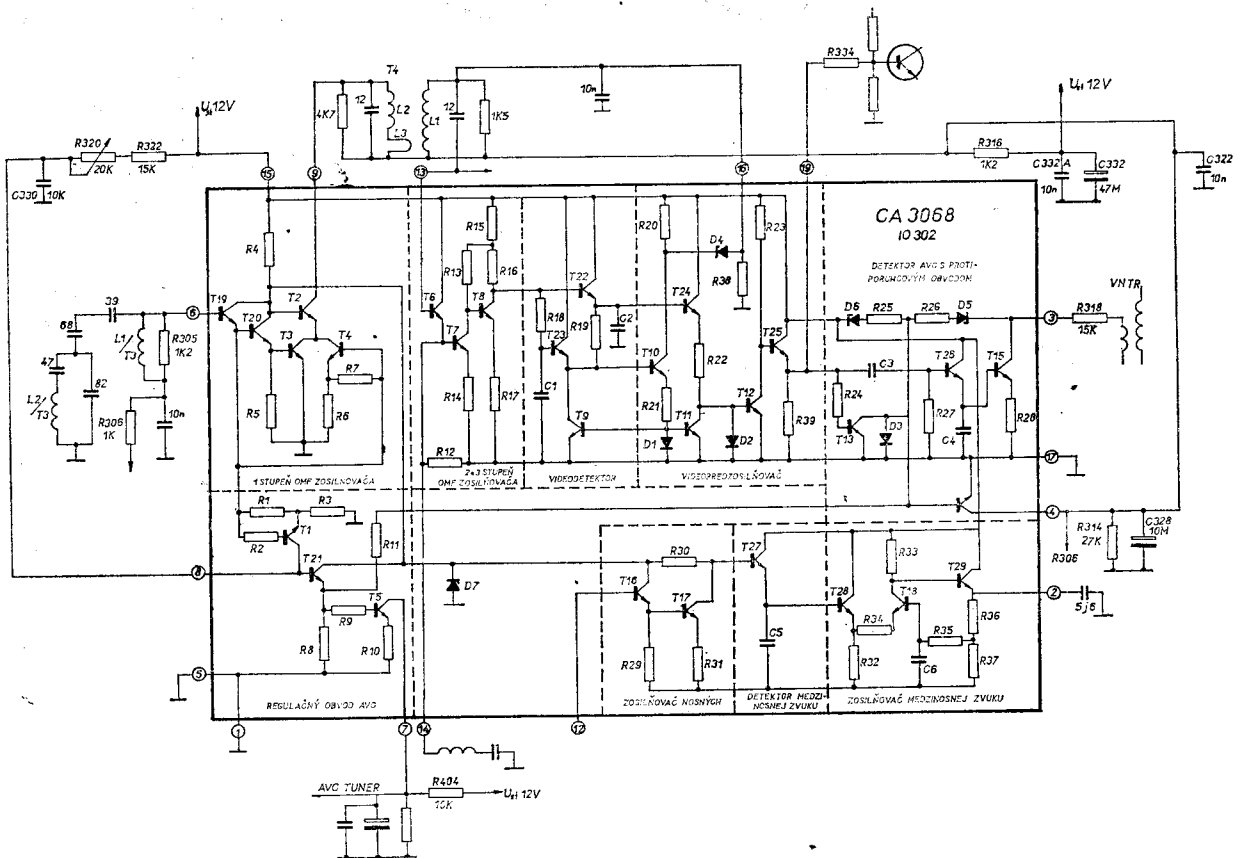 R334
T4
4K7
12
L2
L3
L1
12
1K5
10n
12V
R320
20K
R322
15K
C330
10K
15
9
13
16
19
12V
R316
1K2
C332 A
10n
C332
47M
C322
10n
CA 3068
IO 302
DETEKTOR AVC S PROTI-
PORUCHOVÝM OBVODOM
R4
T19
T20
T2
T3
T4
R7
R5
R6
6
39
68
47
82
L1
T3
R305
1K2
L2
T3
R306
1K
10n
R15
R13
R16
T6
T7
T8
R14
R17
R12
R18
T22
R19
C2
T23
C1
T9
R20
D4
R38
T24
T10
R22
R21
T11
D1
D2
T12
R23
T25
R39
D6
R25
R26
D5
C3
T26
T15
R24
T13
D3
R27
C4
R28
3
R318
15K
VN TR
17
1 STUPEŇ OMF ZOSILŇOVAČA
2 a 3 STUPEŇ
OMF ZOSILŇOVAČA
VIDEODETEKTOR
VIDEOPREDZOSILŇOVAČ
R1
R3
R2
T1
R11
T21
8
R9
T5
R8
R10
D7
5
REGULAČNÝ OBVOD AVC
1
7
14
12
T16
R30
T17
R29
R31
ZOSILŇOVAČ NOSNÝCH
T27
C5
DETEKTOR MEDZI-
NOSNEJ ZVUKU
T28
R33
T18
T29
R34
R35
R36
R32
C6
R37
ZOSILŇOVAČ MEDZINOSNEJ ZVUKU
4
R306
R314
27K
C328
10M
2
5j6
AVC TUNER
R404
12V